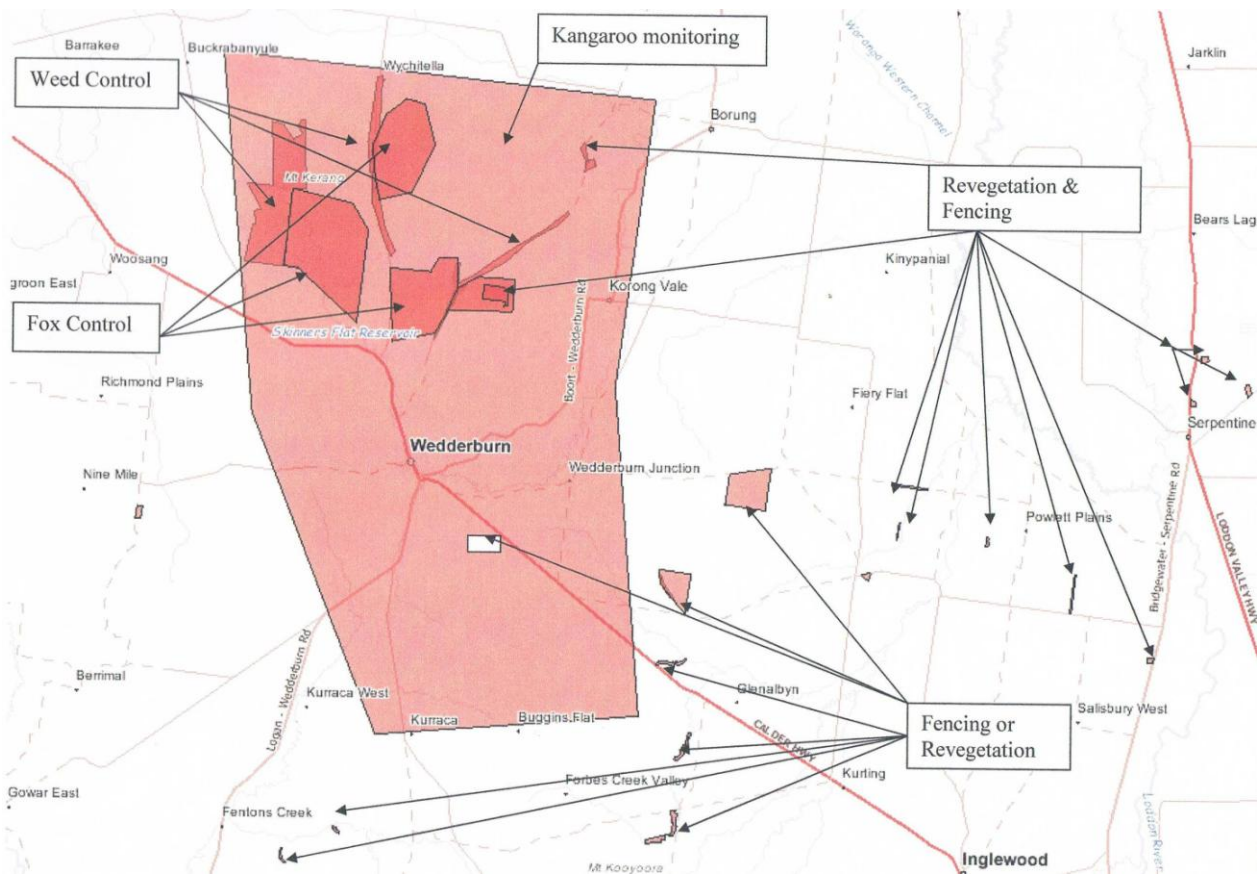 Kangaroo monitoring
Barrakee
Buckrabanyule
Weed Control
Wychitella
Woranga Western Channel
Jarklin
Borung
Mt Kerang
Revegetation &
Fencing
Bears Lag
Woosang
groon East
Kinypanial
Korong Vale
Fox Control
Skinners Flat Reservoir
Boort - Wedderburn Rd
Richmond Plains
Fiery Flat
Serpentine
Wedderburn
Wedderburn Junction
Nine Mile
Powlett Plains
Bridgewater - Serpentine Rd
LODDON VALLEY HWY
Logan - Wedderburn Rd
Berrimal
Kurraca West
Glenalbyn
Salisbury West
Kurraca
Buggins Flat
Fencing or
Revegetation
CALDER HWY
Forbes Creek Valley
Kurting
Gowar East
Fentons Creek
Loddon River
Mt Kooyoora
Inglewood